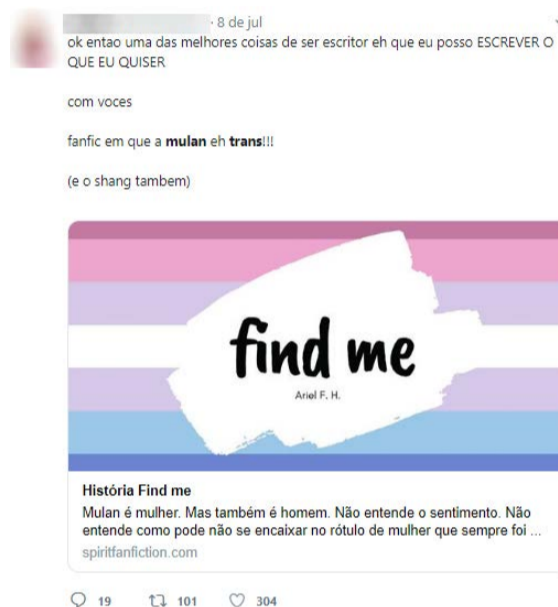 · 8 de jul
ok entao uma das melhores coisas de ser escritor eh que eu posso ESCREVER O
QUE EU QUISER
com voces
fanfic em que a mulan eh trans!!!
(e o shang tambem)
find me
Ariel F. H.
História Find me
Mulan é mulher. Mas também é homem. Não entende o sentimento. Não
entende como pode não se encaixar no rótulo de mulher que sempre foi ...
spiritfanfiction.com
19 101 304